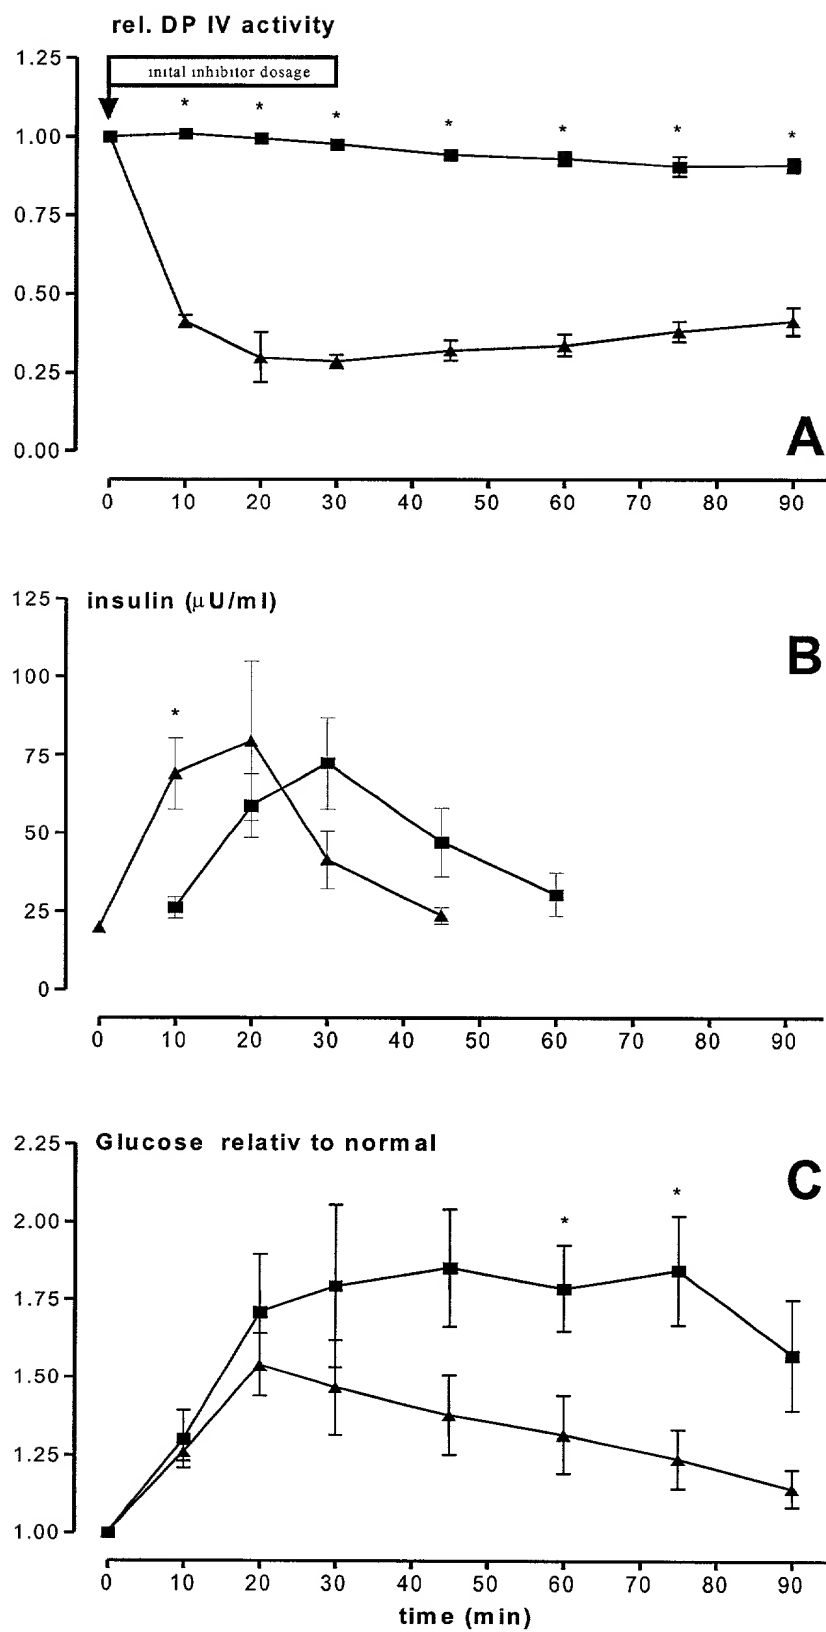 rel. DP IV activity
1.25
inital inhibitor dosage
* * * * * * *
1.00
0.75
0.50
0.25
0.00
A
0 10 20 30 40 50 60 70 80 90
125
insulin (μU/ml)
B
100
*
75
50
25
0
0 10 20 30 40 50 60 70 80 90
2.25
Glucose relativ to normal
C
* *
2.00
1.75
1.50
1.25
1.00
0 10 20 30 40 50 60 70 80 90
time (min)